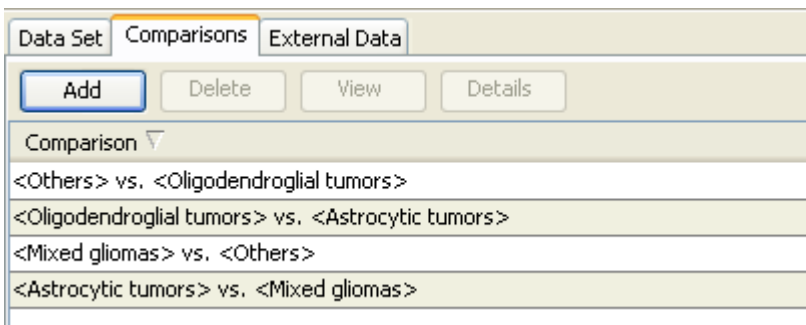 Data Set Comparisons External Data
Add Delete View Details
Comparison
<Others> vs. <Oligodendroglial tumors>
<Oligodendroglial tumors> vs. <Astrocytic tumors>
<Mixed gliomas> vs. <Others>
<Astrocytic tumors> vs. <Mixed gliomas>